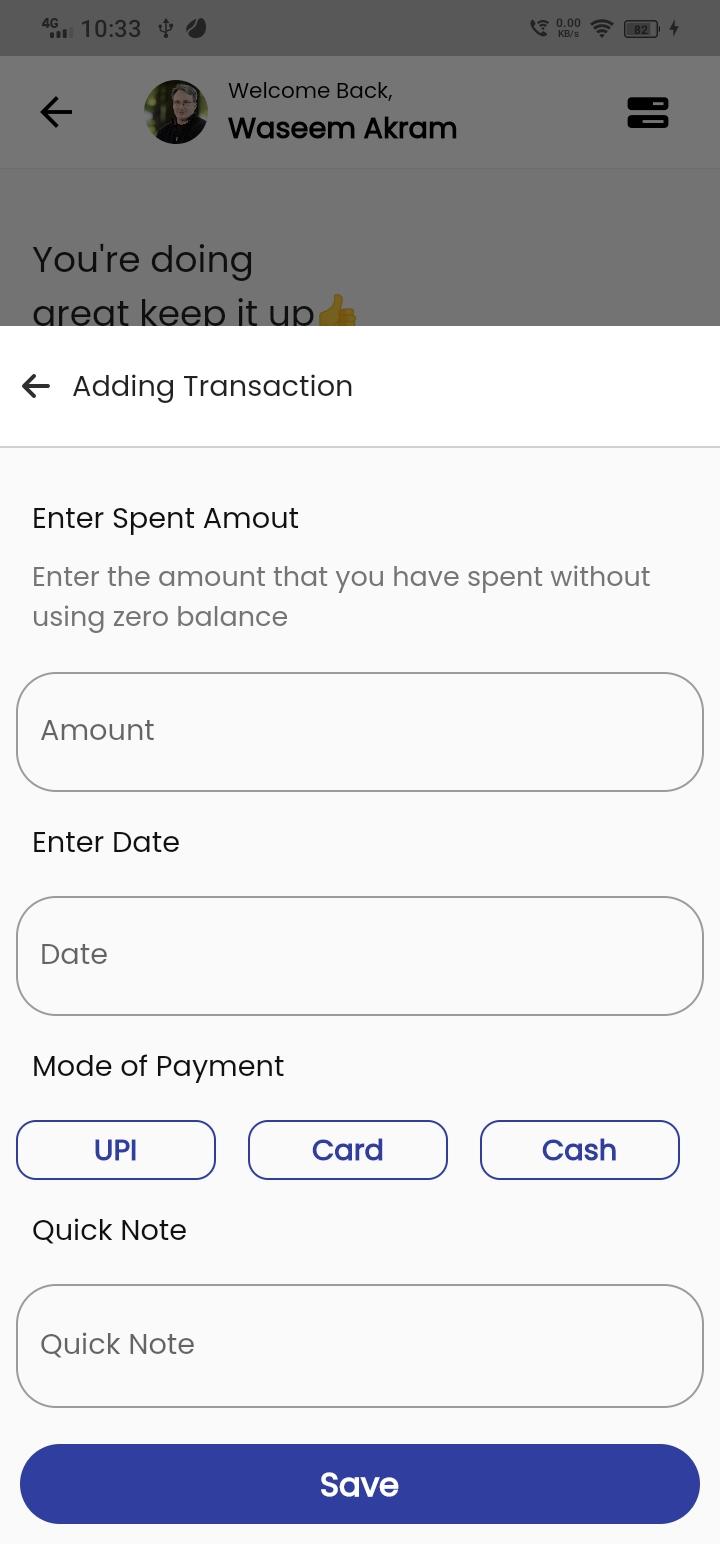 4G 10:33 0.00 KB/s 82
Welcome Back,
Waseem Akram
You're doing
great keep it up👍
Adding Transaction
Enter Spent Amout
Enter the amount that you have spent without
using zero balance
Amount
Enter Date
Date
Mode of Payment
UPI Card Cash
Quick Note
Quick Note
Save